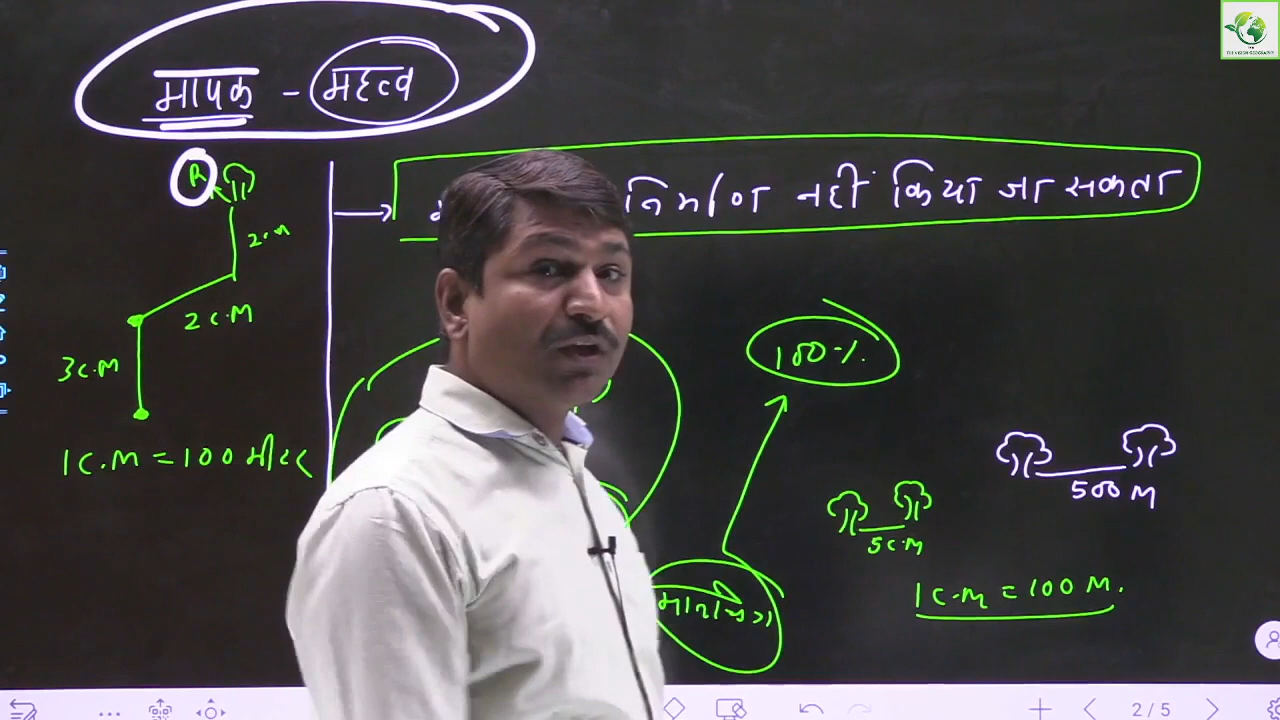 मापक - महत्व
R
2 c.m
2 C.M
3 C.M
1 C.M = 100 मीटर
निर्माण नहीं किया जा सकता
100%
500 M
5 C.M
मानचित्र
1 C.M = 100 M.
2 / 5